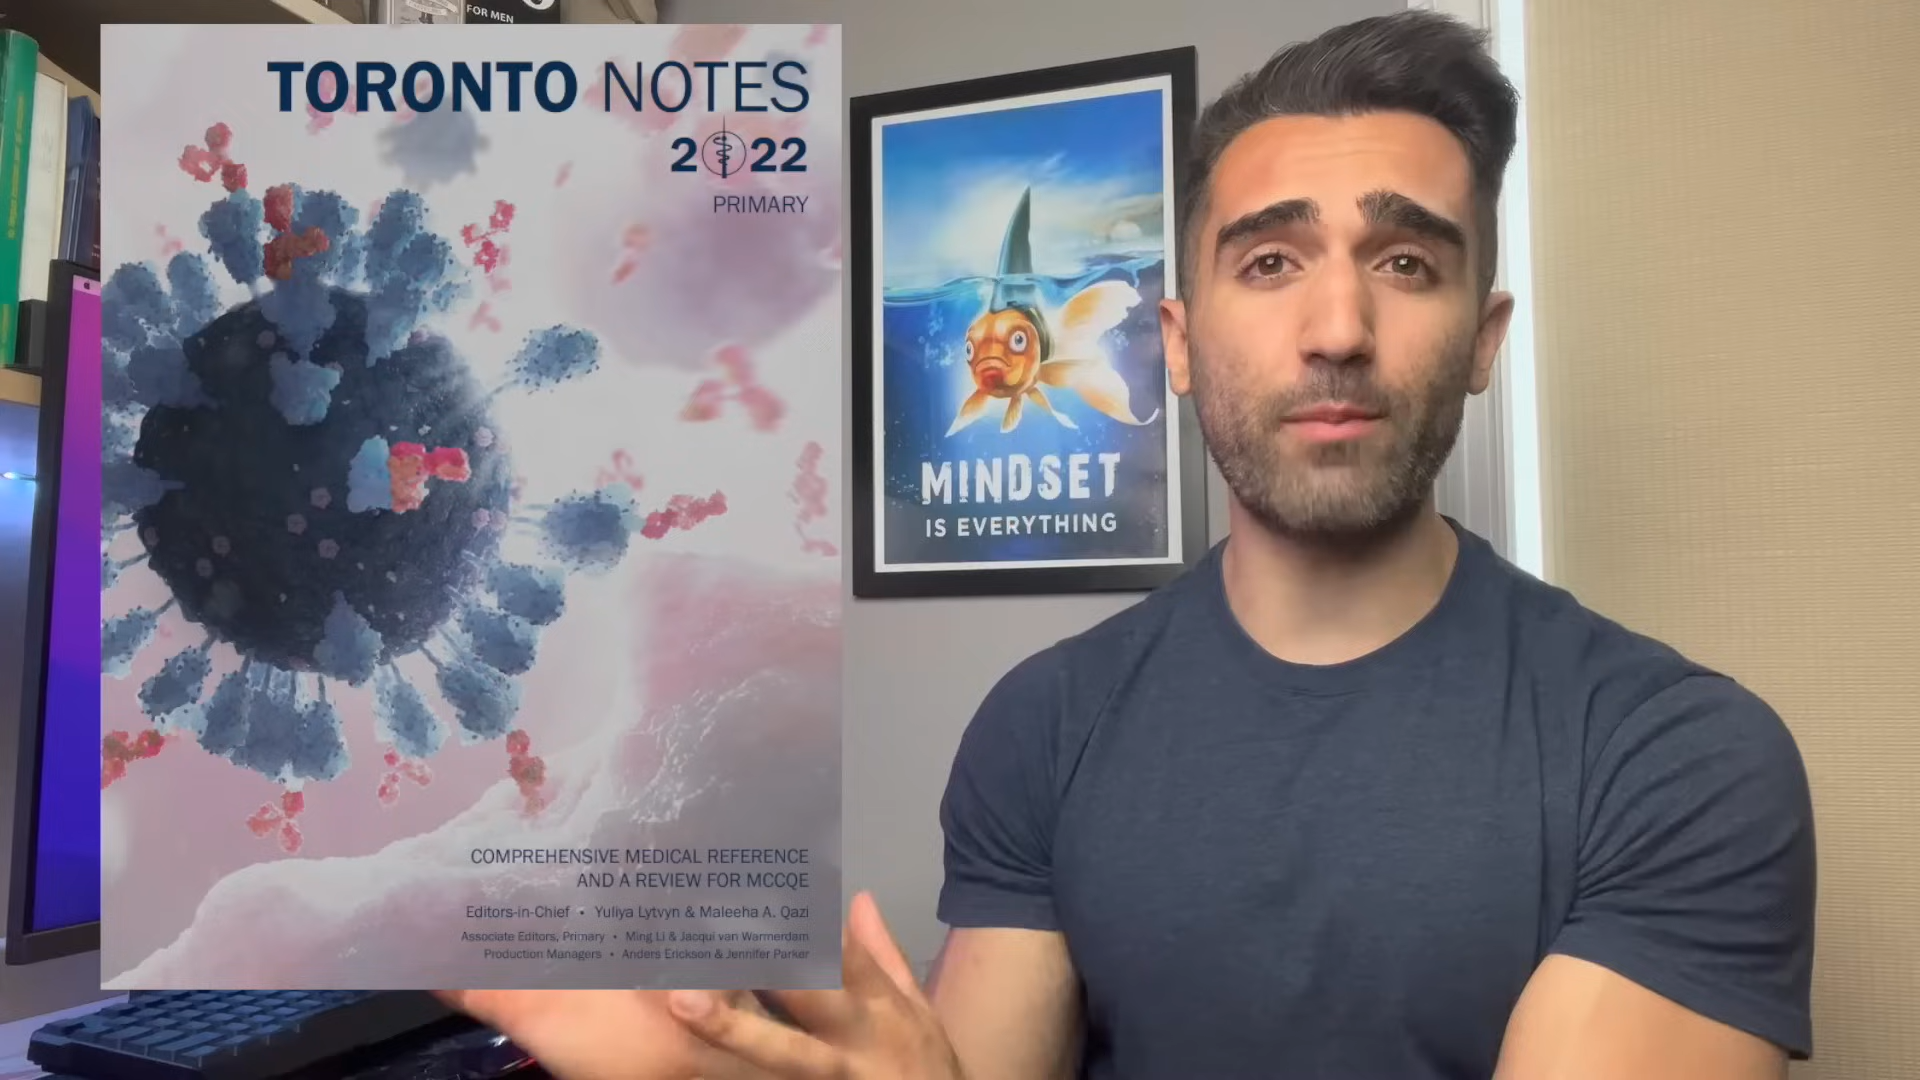 FOR MEN
TORONTO NOTES
2022
PRIMARY
COMPREHENSIVE MEDICAL REFERENCE
AND A REVIEW FOR MCCQE
Editors-in-Chief • Yuliya Lytvyn & Maleeha A. Qazi
Associate Editors, Primary • Ming Li & Jacqui van Warmerdam
Production Managers • Anders Erickson & Jennifer Parker
MINDSET
IS EVERYTHING